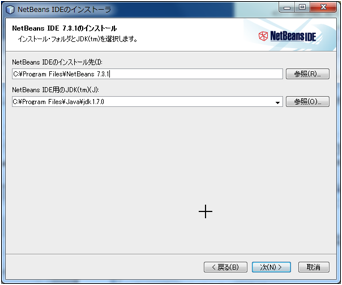 NetBeans IDEのインストーラ
NetBeans IDE 7.3.1のインストール
インストール・フォルダとJDK(tm)を選択します。
NetBeans IDE
NetBeans IDEのインストール先(I):
C:¥Program Files¥NetBeans 7.3.1
参照(R)...
NetBeans IDE用のJDK(tm)(J):
C:¥Program Files¥Java¥jdk1.7.0
参照(O)...
< 戻る(B)
次(N) >
取消